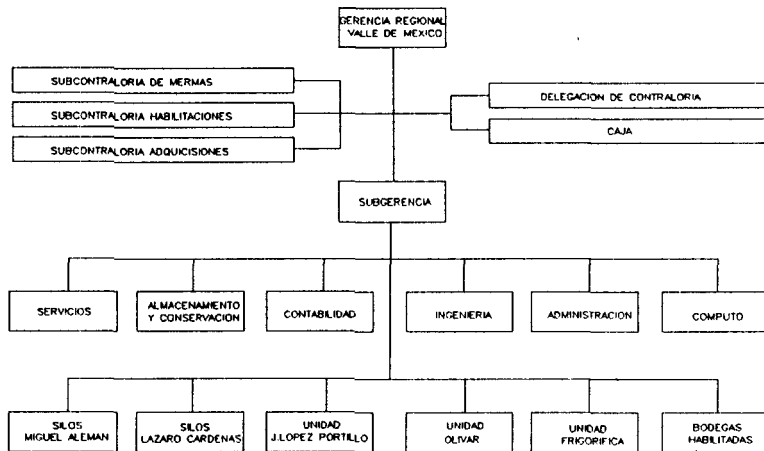 GERENCIA REGIONAL
VALLE DE MEXICO
SUBCONTRALORIA DE MERMAS
SUBCONTRALORIA HABILITACIONES
SUBCONTRALORIA ADQUICISIONES
DELEGACION DE CONTRALORIA
CAJA
SUBGERENCIA
SERVICIOS
ALMACENAMIENTO
Y CONSERVACION
CONTABILIDAD
INGENIERIA
ADMINISTRACION
COMPUTO
SILOS
MIGUEL ALEMAN
SILOS
LAZARO CARDENAS
UNIDAD
J.LOPEZ PORTILLO
UNIDAD
OLIVAR
UNIDAD
FRIGORIFICA
BODEGAS
HABILITADAS